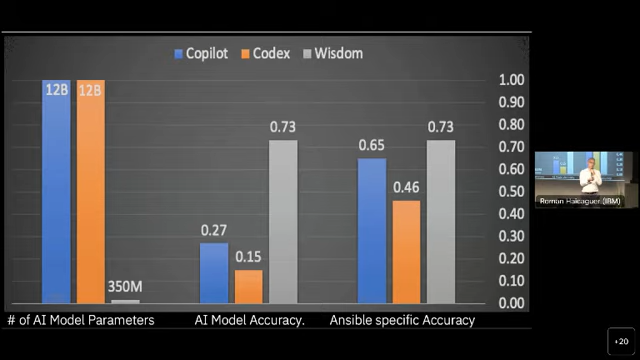 Copilot Codex Wisdom
12B
12B
350M
0.27
0.15
0.73
0.65
0.46
0.73
1.00
0.90
0.80
0.70
0.60
0.50
0.40
0.30
0.20
0.10
0.00
# of AI Model Parameters
AI Model Accuracy.
Ansible specific Accuracy
(IBM)
+20